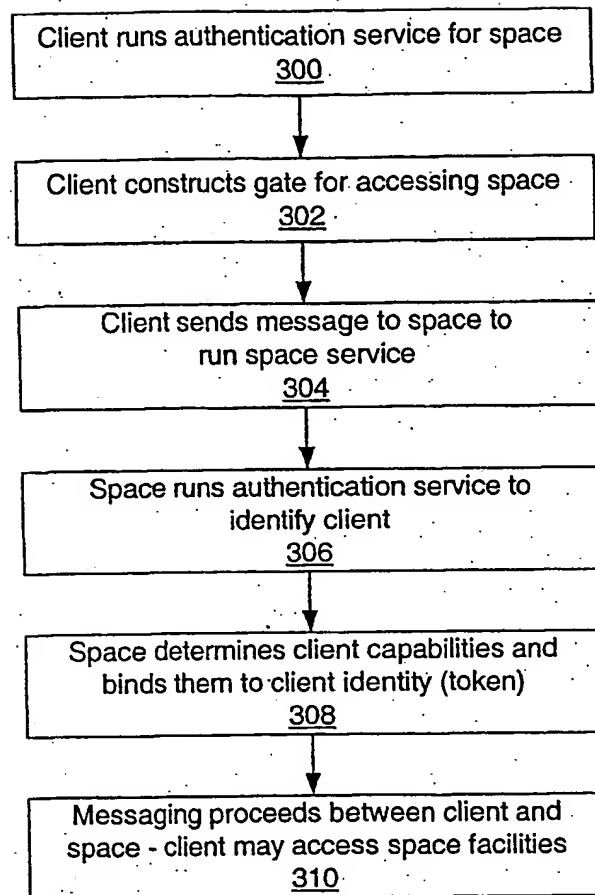 Client runs authentication service for space
300
Client constructs gate for accessing space
302
Client sends message to space to
run space service
304
Space runs authentication service to
identify client
306
Space determines client capabilities and
binds them to client identity (token)
308
Messaging proceeds between client and
space - client may access space facilities
310